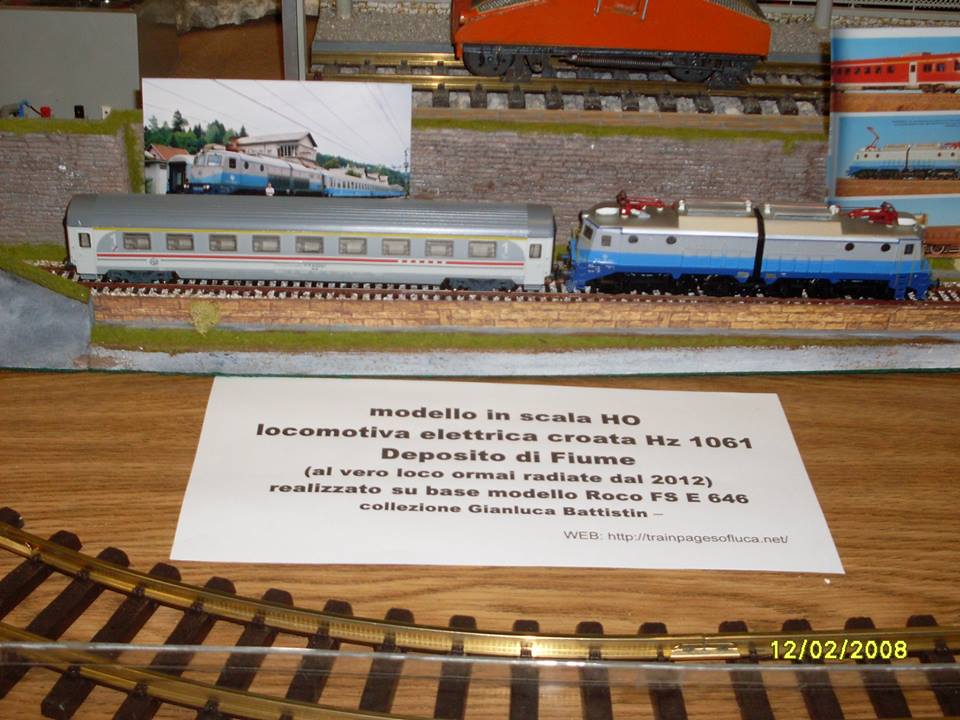 modello in scala HO
locomotiva elettrica croata Hz 1061
Deposito di Fiume
(al vero loco ormai radiate dal 2012)
realizzato su base modello Roco FS E 646
collezione Gianluca Battistin –
WEB: http://trainpagesofluca.net/
12/02/2008